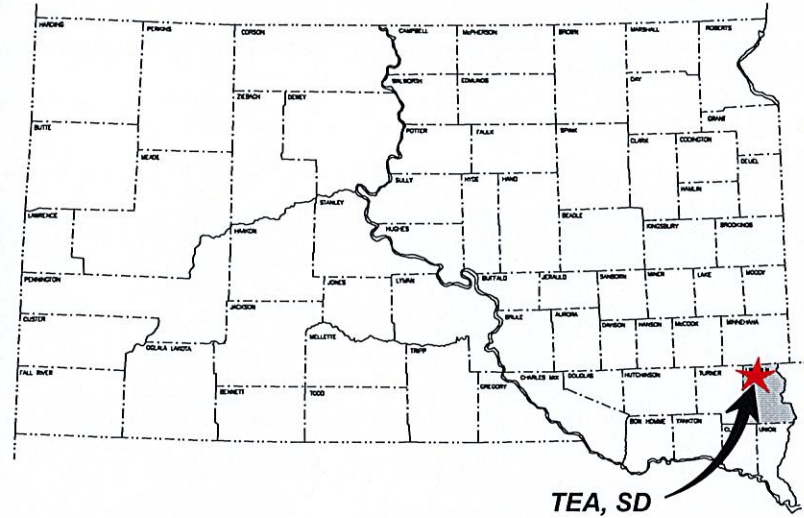 HARDING
PERKINS
CORSON
CAMPBELL
McPHERSON
BROWN
MARSHALL
ROBERTS
WALWORTH
EDMUNDS
DAY
ZIEBACH
DEWEY
GRANT
BUTTE
POTTER
FAULK
SPINK
CLARK
CODINGTON
MEADE
DEUEL
SULLY
HYDE
HAND
HAMLIN
STANLEY
LAWRENCE
BEADLE
HAAKON
HUGHES
KINGSBURY
BROOKINGS
PENNINGTON
JONES
LYMAN
BUFFALO
JERAULD
SANBORN
MINER
LAKE
MOODY
JACKSON
BRULE
AURORA
CUSTER
DAVISON
HANSON
McCOOK
MINNEHAHA
MELLETTE
OGLALA LAKOTA
TRIPP
FALL RIVER
CHARLES MIX
DOUGLAS
HUTCHINSON
TURNER
GREGORY
BENNETT
TODD
BON HOMME
YANKTON
UNION
TEA, SD